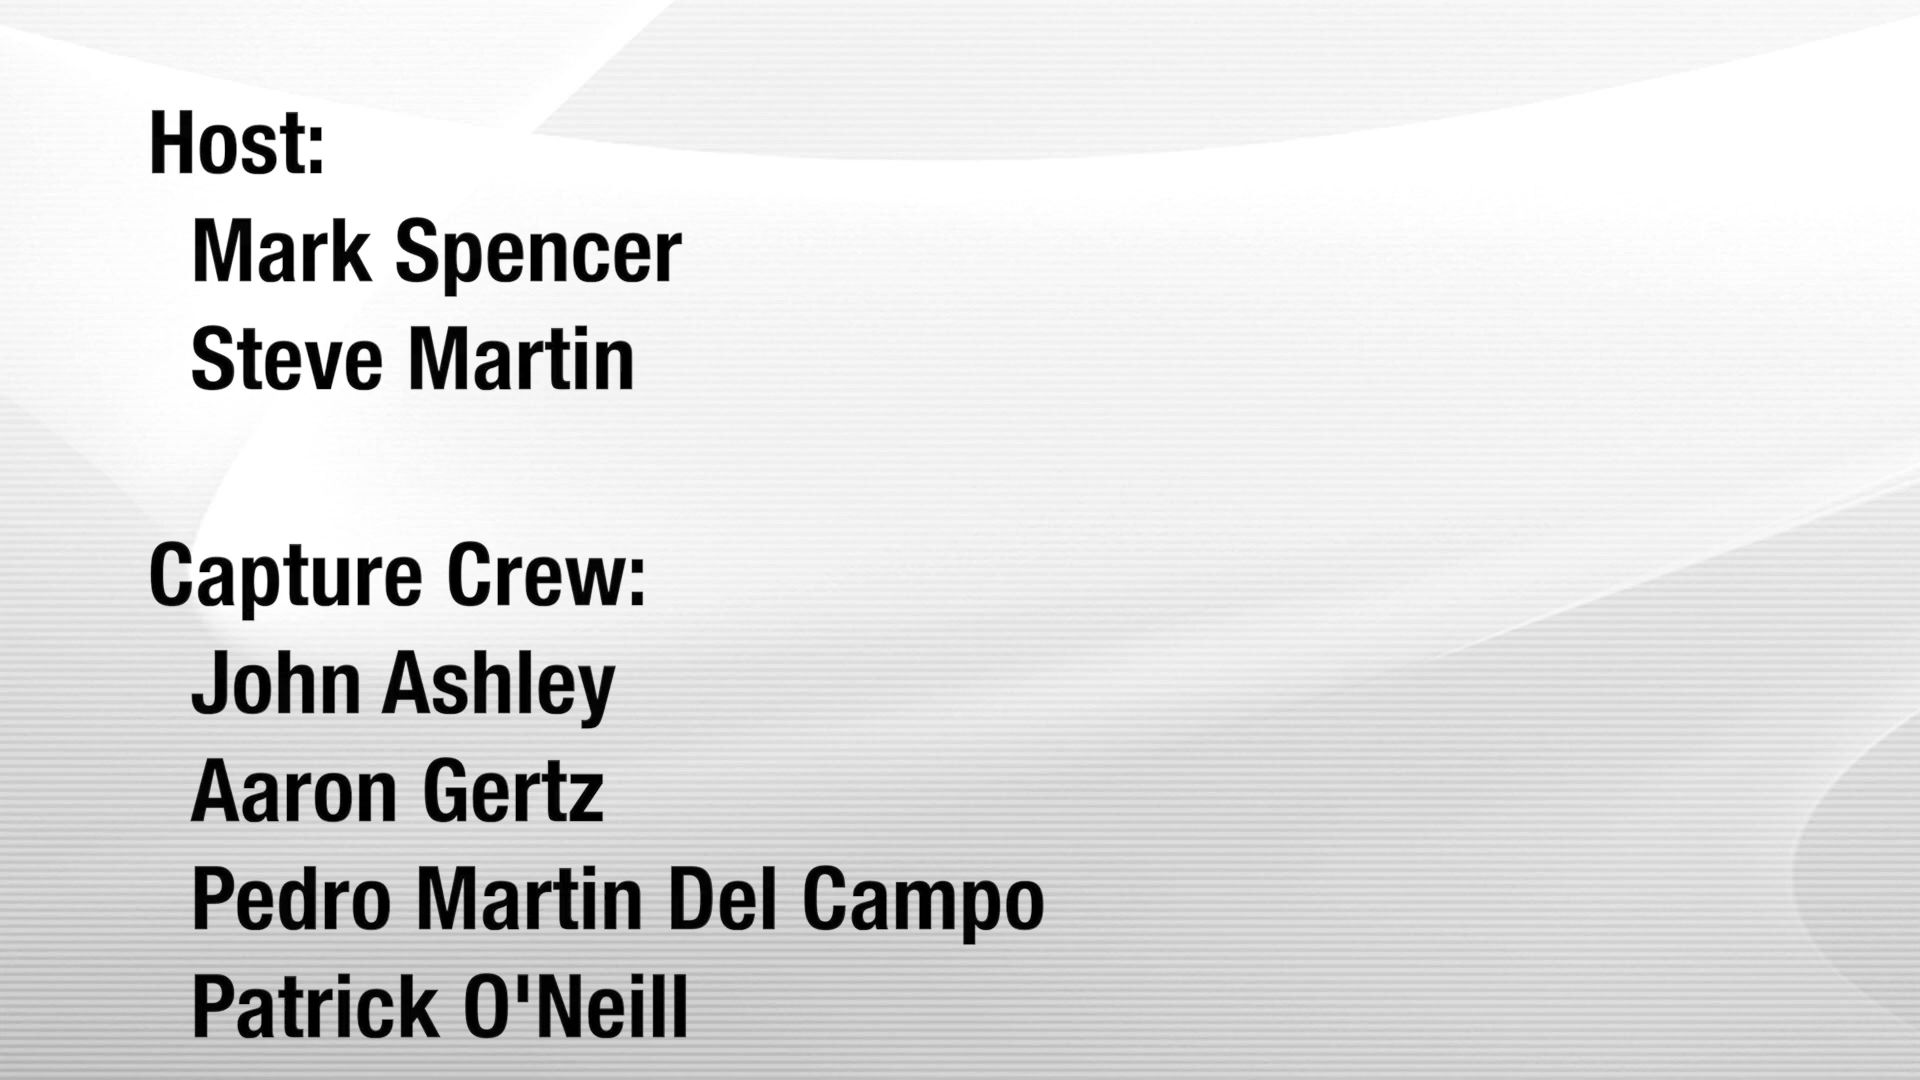 Host:
Mark Spencer
Steve Martin
Capture Crew:
John Ashley
Aaron Gertz
Pedro Martin Del Campo
Patrick O'Neill